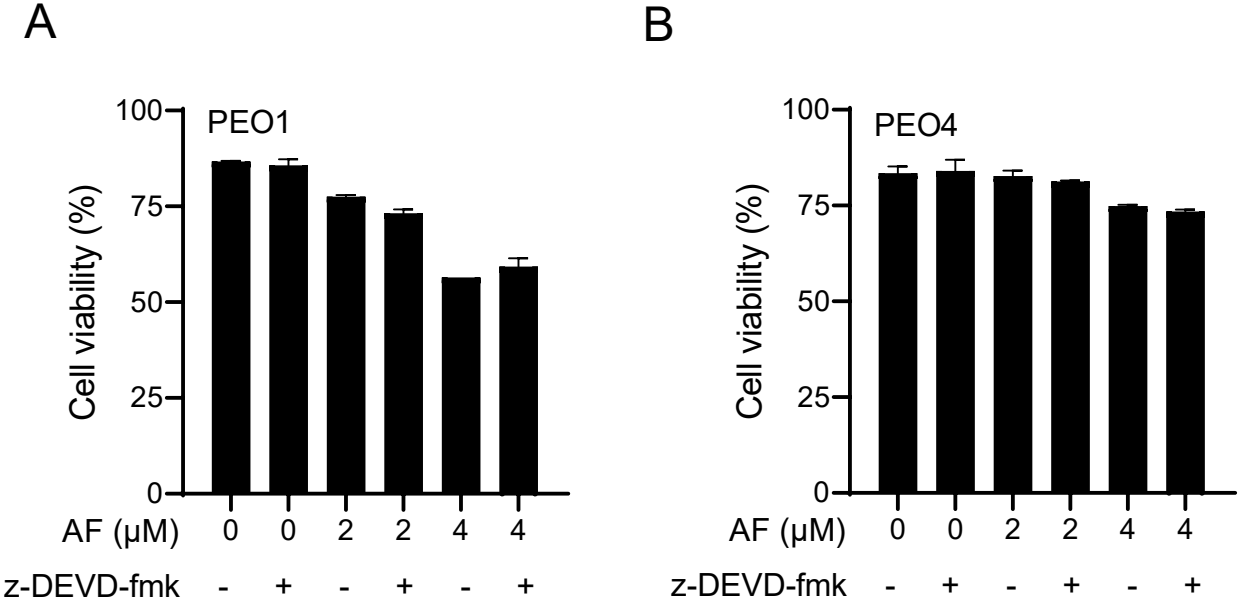 A
PEO1
Cell viability (%)
100
75
50
25
0
AF (μM) 0 0 2 2 4 4
z-DEVD-fmk - + - + - +
B
PEO4
Cell viability (%)
100
75
50
25
0
AF (μM) 0 0 2 2 4 4
z-DEVD-fmk - + - + - +